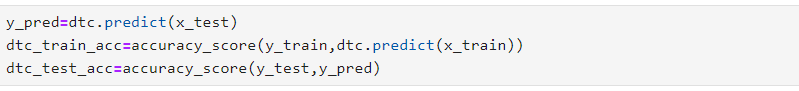 y_pred=dtc.predict(x_test)
dtc_train_acc=accuracy_score(y_train,dtc.predict(x_train))
dtc_test_acc=accuracy_score(y_test,y_pred)